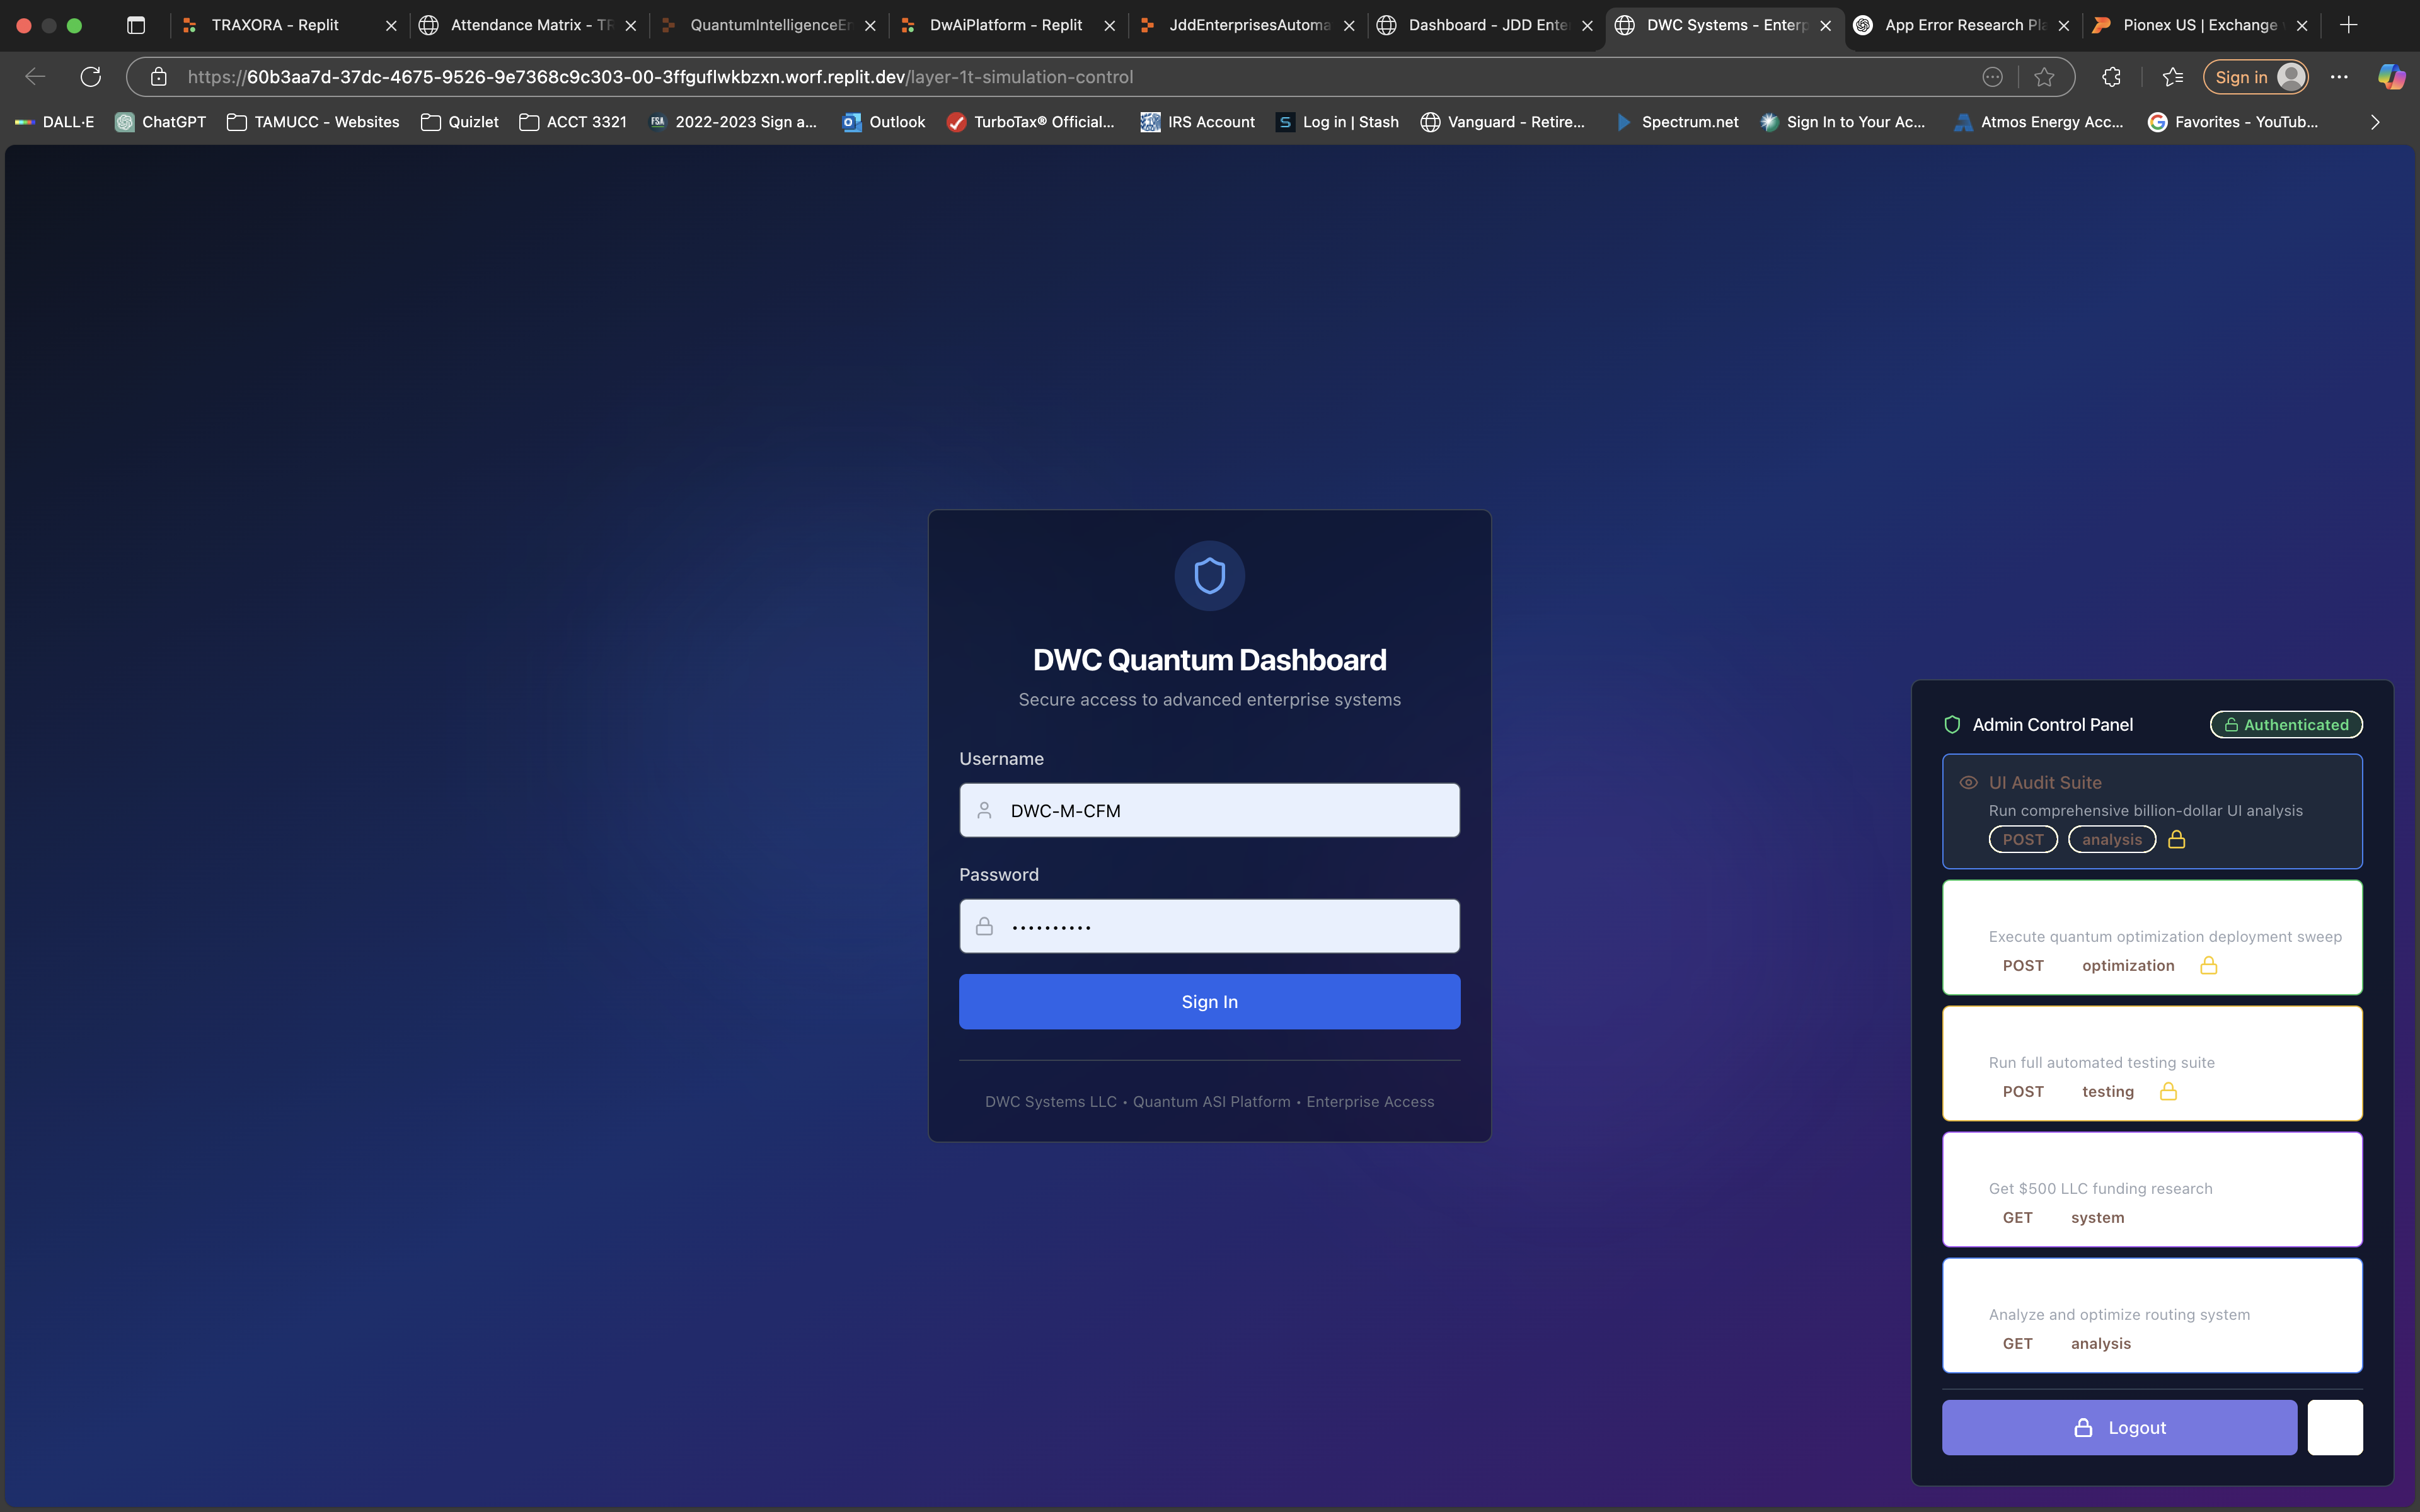 TRAXORA - Replit
Attendance Matrix - TR
QuantumIntelligenceEn
DwAiPlatform - Replit
JddEnterprisesAutoma
Dashboard - JDD Ente
DWC Systems - Enterp
App Error Research Pla
Pionex US | Exchange
https://60b3aa7d-37dc-4675-9526-9e7368c9c303-00-3ffguflwkbzxn.worf.replit.dev/layer-1t-simulation-control
Sign in
DALL·E
ChatGPT
TAMUCC - Websites
Quizlet
ACCT 3321
FSA
2022-2023 Sign a...
Outlook
TurboTax® Official...
IRS Account
S
Log in | Stash
Vanguard - Retire...
Spectrum.net
Sign In to Your Ac...
Atmos Energy Acc...
Favorites - YouTub...
DWC Quantum Dashboard
Secure access to advanced enterprise systems
Username
DWC-M-CFM
Password
••••••••••
Sign In
DWC Systems LLC • Quantum ASI Platform • Enterprise Access
Admin Control Panel
Authenticated
UI Audit Suite
Run comprehensive billion-dollar UI analysis
POST analysis
Execute quantum optimization deployment sweep
POST optimization
Run full automated testing suite
POST testing
Get $500 LLC funding research
GET system
Analyze and optimize routing system
GET analysis
Logout